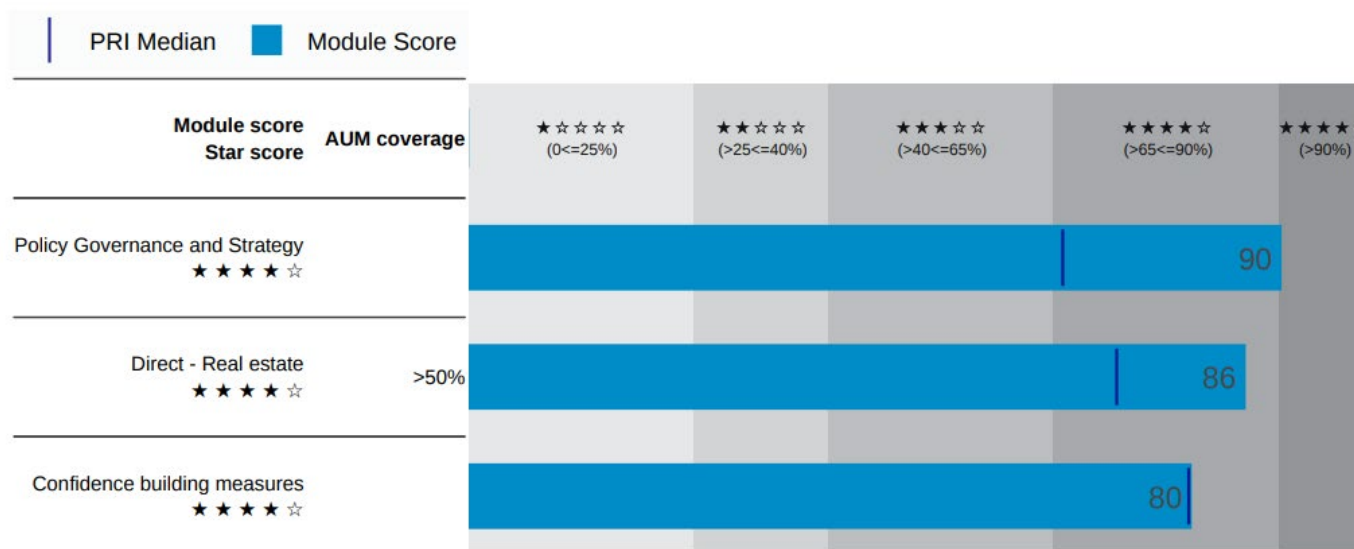 PRI Median Module Score
Module score
Star score
AUM coverage
★☆☆☆☆
(0<=25%)
★★☆☆☆
(>25<=40%)
★★★☆☆
(>40<=65%)
★★★★☆
(>65<=90%)
★★★★
(>90%)
Policy Governance and Strategy
★★★★☆
90
Direct - Real estate
★★★★☆
>50%
86
Confidence building measures
★★★★☆
80